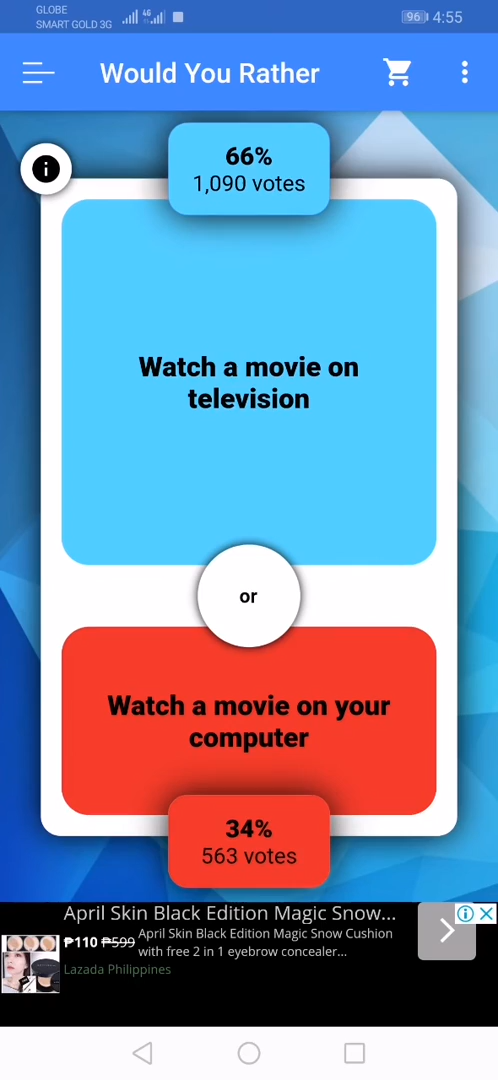 GLOBE
SMART GOLD 3G
4G
96
4:55
Would You Rather
66%
1,090 votes
Watch a movie on
television
or
Watch a movie on your
computer
34%
563 votes
April Skin Black Edition Magic Snow...
₱110 ₱599
April Skin Black Edition Magic Snow Cushion
with free 2 in 1 eyebrow concealer...
Lazada Philippines